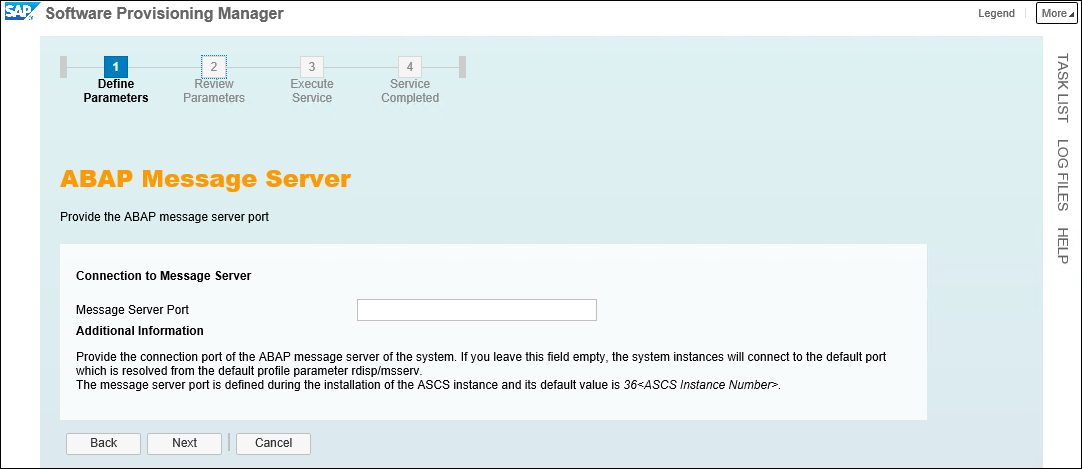 SAP Software Provisioning Manager
Legend
More
1
2
3
4
Define
Parameters
Review
Parameters
Execute
Service
Service
Completed
TASK LIST
LOG FILES
HELP
ABAP Message Server
Provide the ABAP message server port
Connection to Message Server
Message Server Port
Additional Information
Provide the connection port of the ABAP message server of the system. If you leave this field empty, the system instances will connect to the default port
which is resolved from the default profile parameter rdisp/msserv.
The message server port is defined during the installation of the ASCS instance and its default value is 36<ASCS Instance Number>.
Back
Next
Cancel